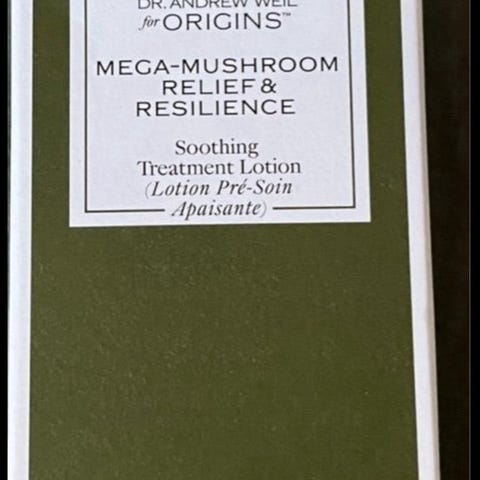 DR. ANDREW WEIL
for ORIGINS™
MEGA-MUSHROOM
RELIEF &
RESILIENCE
Soothing
Treatment Lotion
(Lotion Pré-Soin
Apaisante)